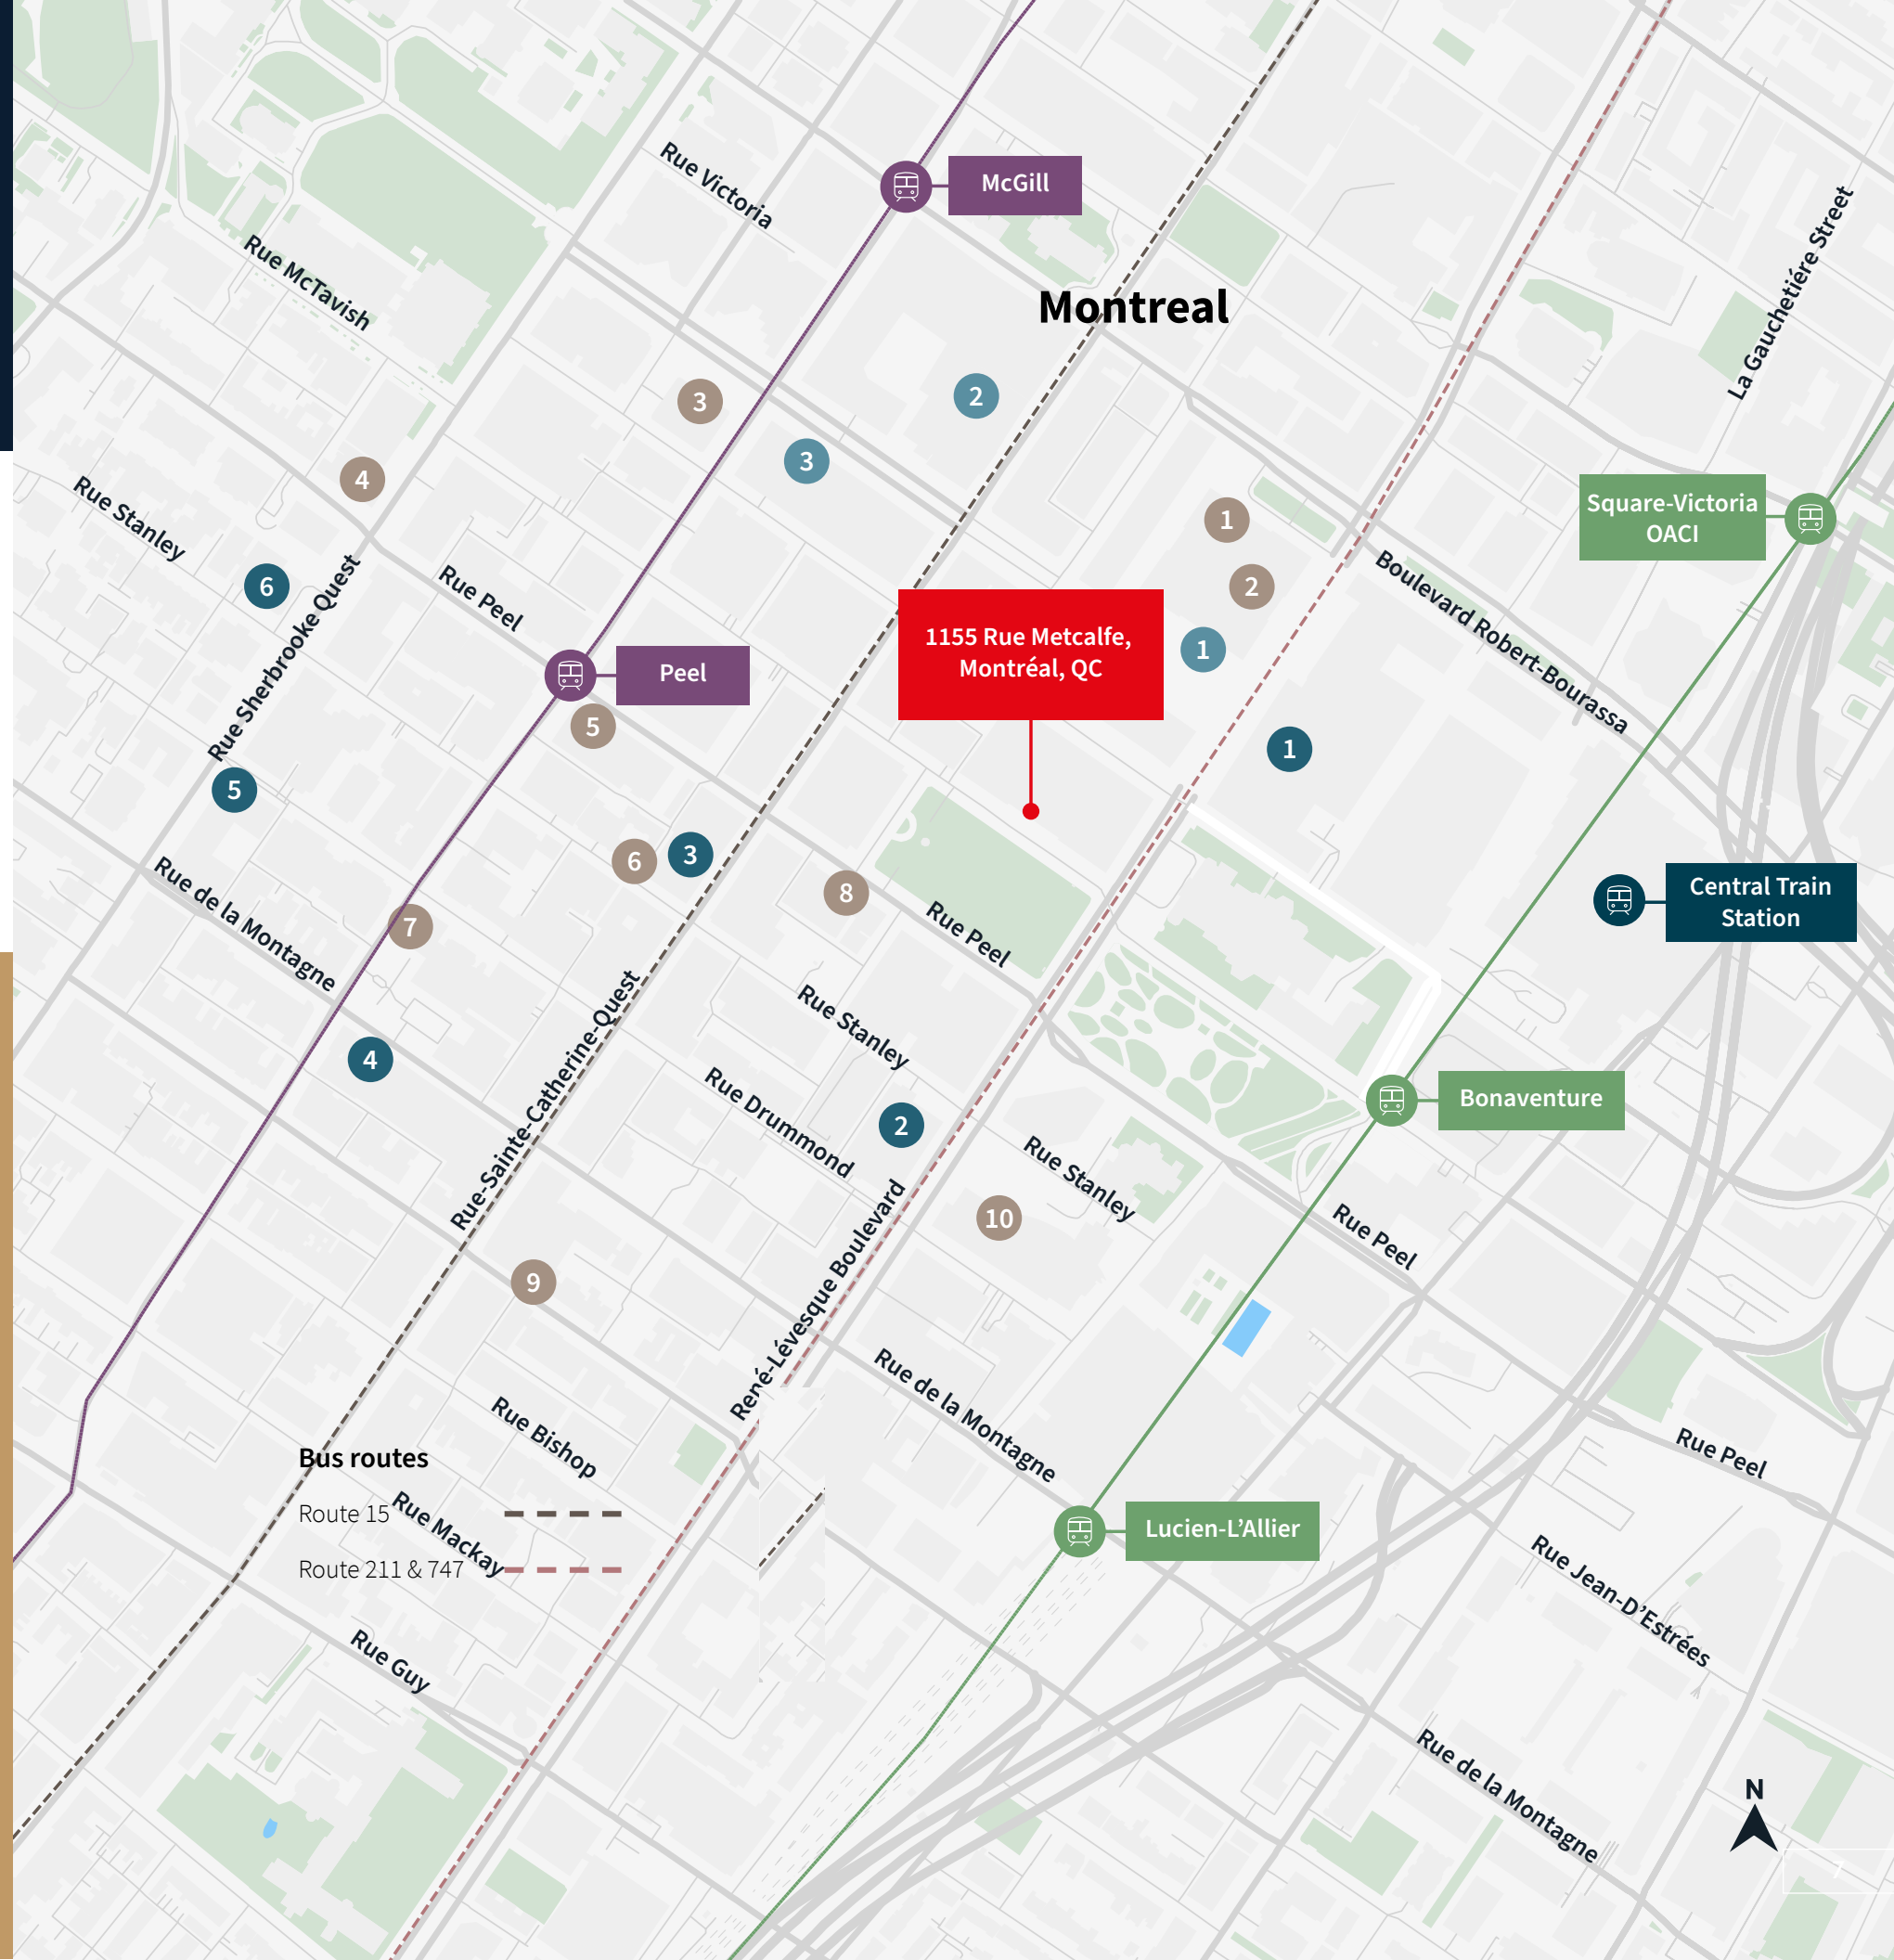 Rue Victoria
McGill
Rue McTavish
La Gauchetiére Street
Montreal
2
3
3
4
Rue Stanley
1
Square-Victoria
OACI
6
Rue Peel
2
Boulevard Robert-Bourassa
Rue Sherbrooke Quest
1155 Rue Metcalfe,
Montréal, QC
1
Peel
5
1
5
6
3
8
Central Train
Station
Rue de la Montagne
7
Rue Peel
Rue-Sainte-Catherine-Quest
Rue Stanley
4
Rue Drummond
2
Bonaventure
Rue Stanley
René-Lévesque Boulevard
10
Rue Peel
9
Rue de la Montagne
Rue Bishop
Rue Peel
Bus routes
Route 15
Rue Mackay
Route 211 & 747
Lucien-L’Allier
Rue Jean-D’Estrées
Rue Guy
Rue de la Montagne
N
7